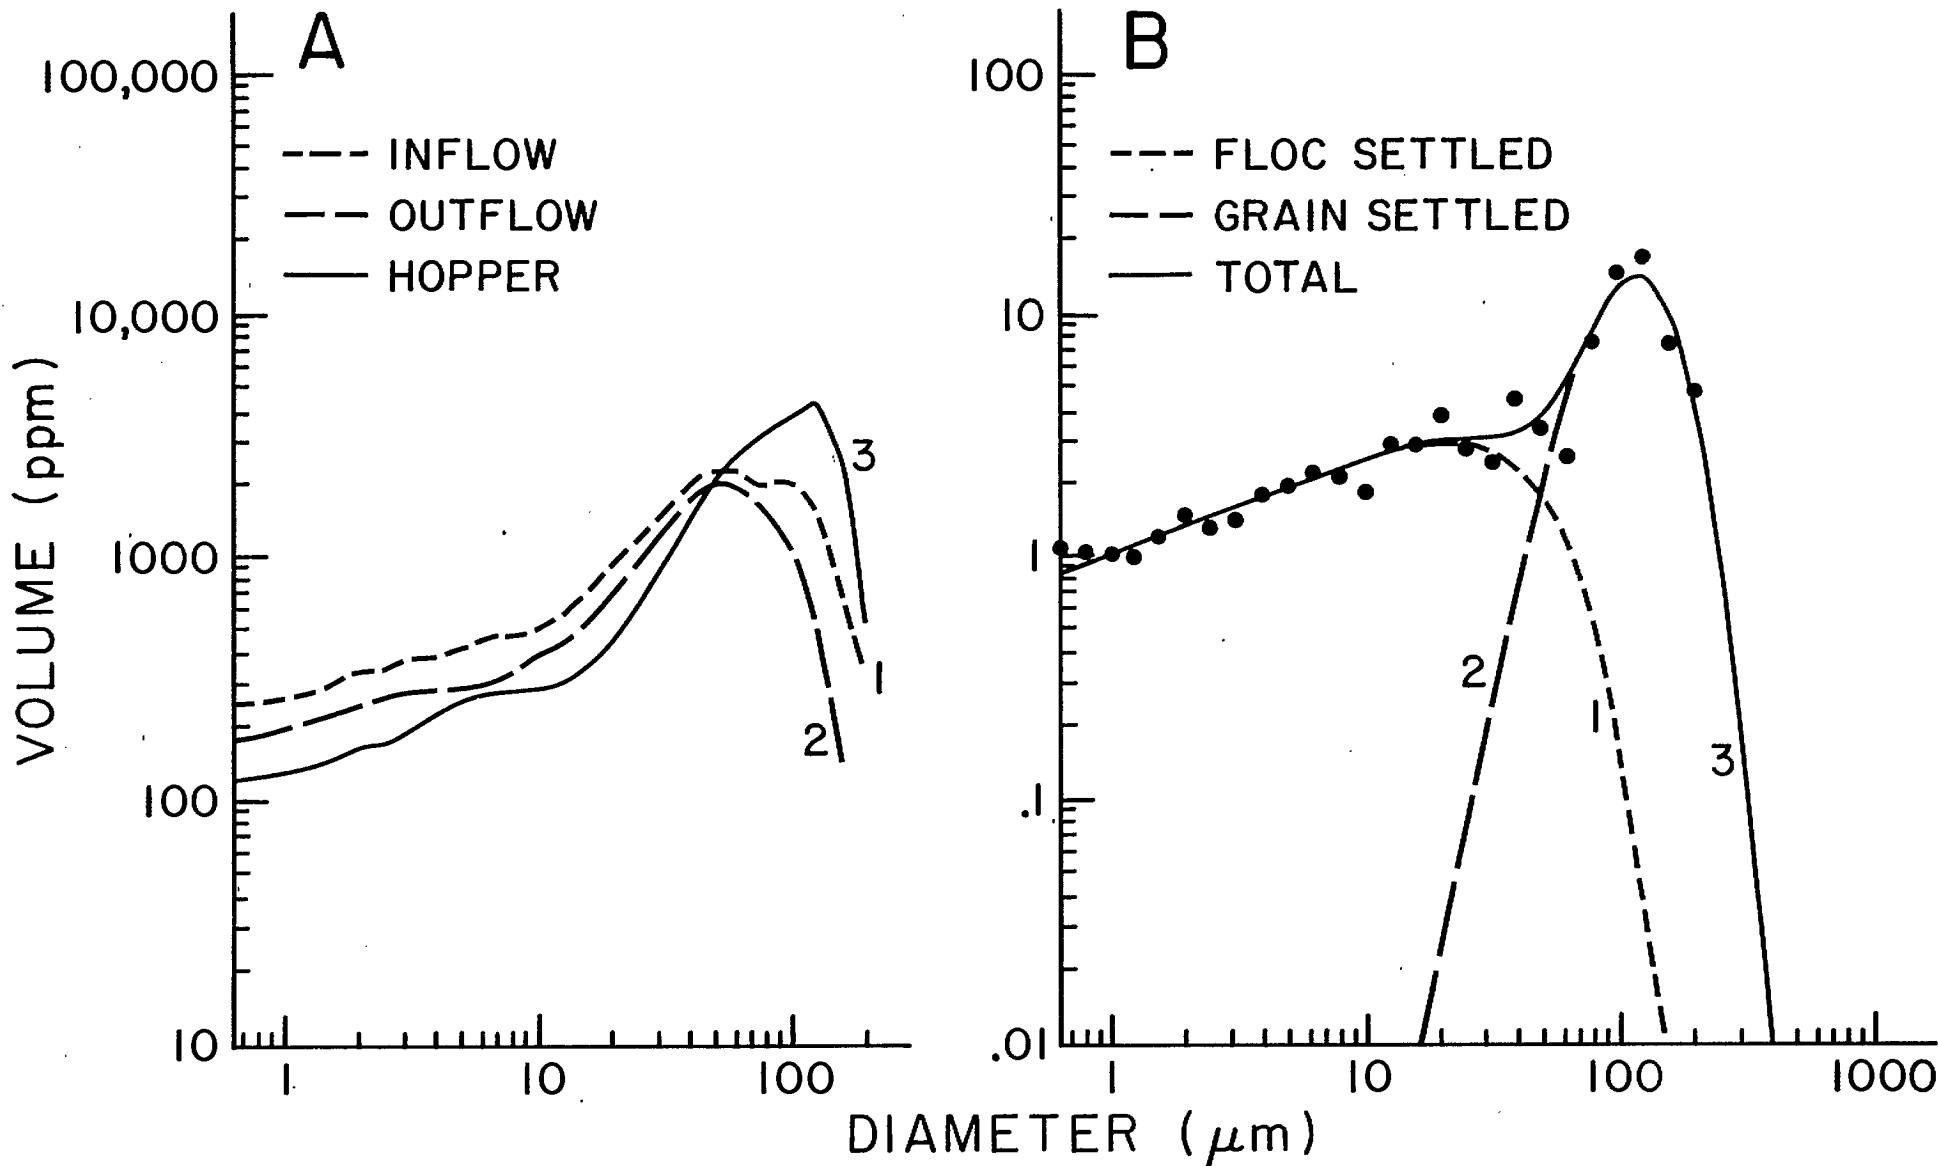 A
100,000
10,000
1000
100
10
VOLUME (ppm)
INFLOW
OUTFLOW
HOPPER
3
1
2
1 10 100
B
100
10
1
.1
.01
FLOC SETTLED
GRAIN SETTLED
TOTAL
2
1
3
1 10 100 1000
DIAMETER (μm)